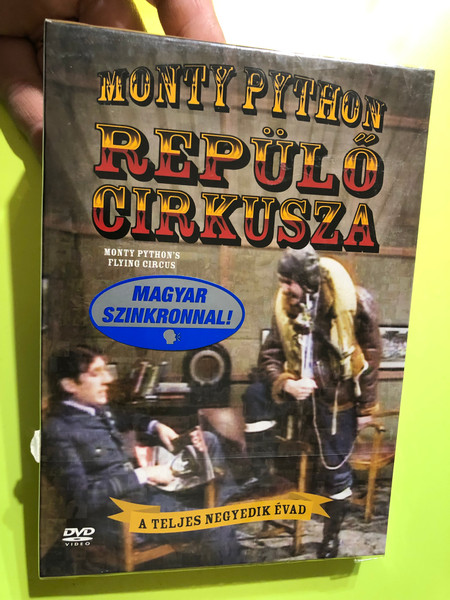 MONTY PYTHON
REPÜLŐ
CIRKUSZA
MONTY PYTHON'S
FLYING CIRCUS
MAGYAR
SZINKRONNAL!
A TELJES NEGYEDIK ÉVAD
DVD
VIDEO